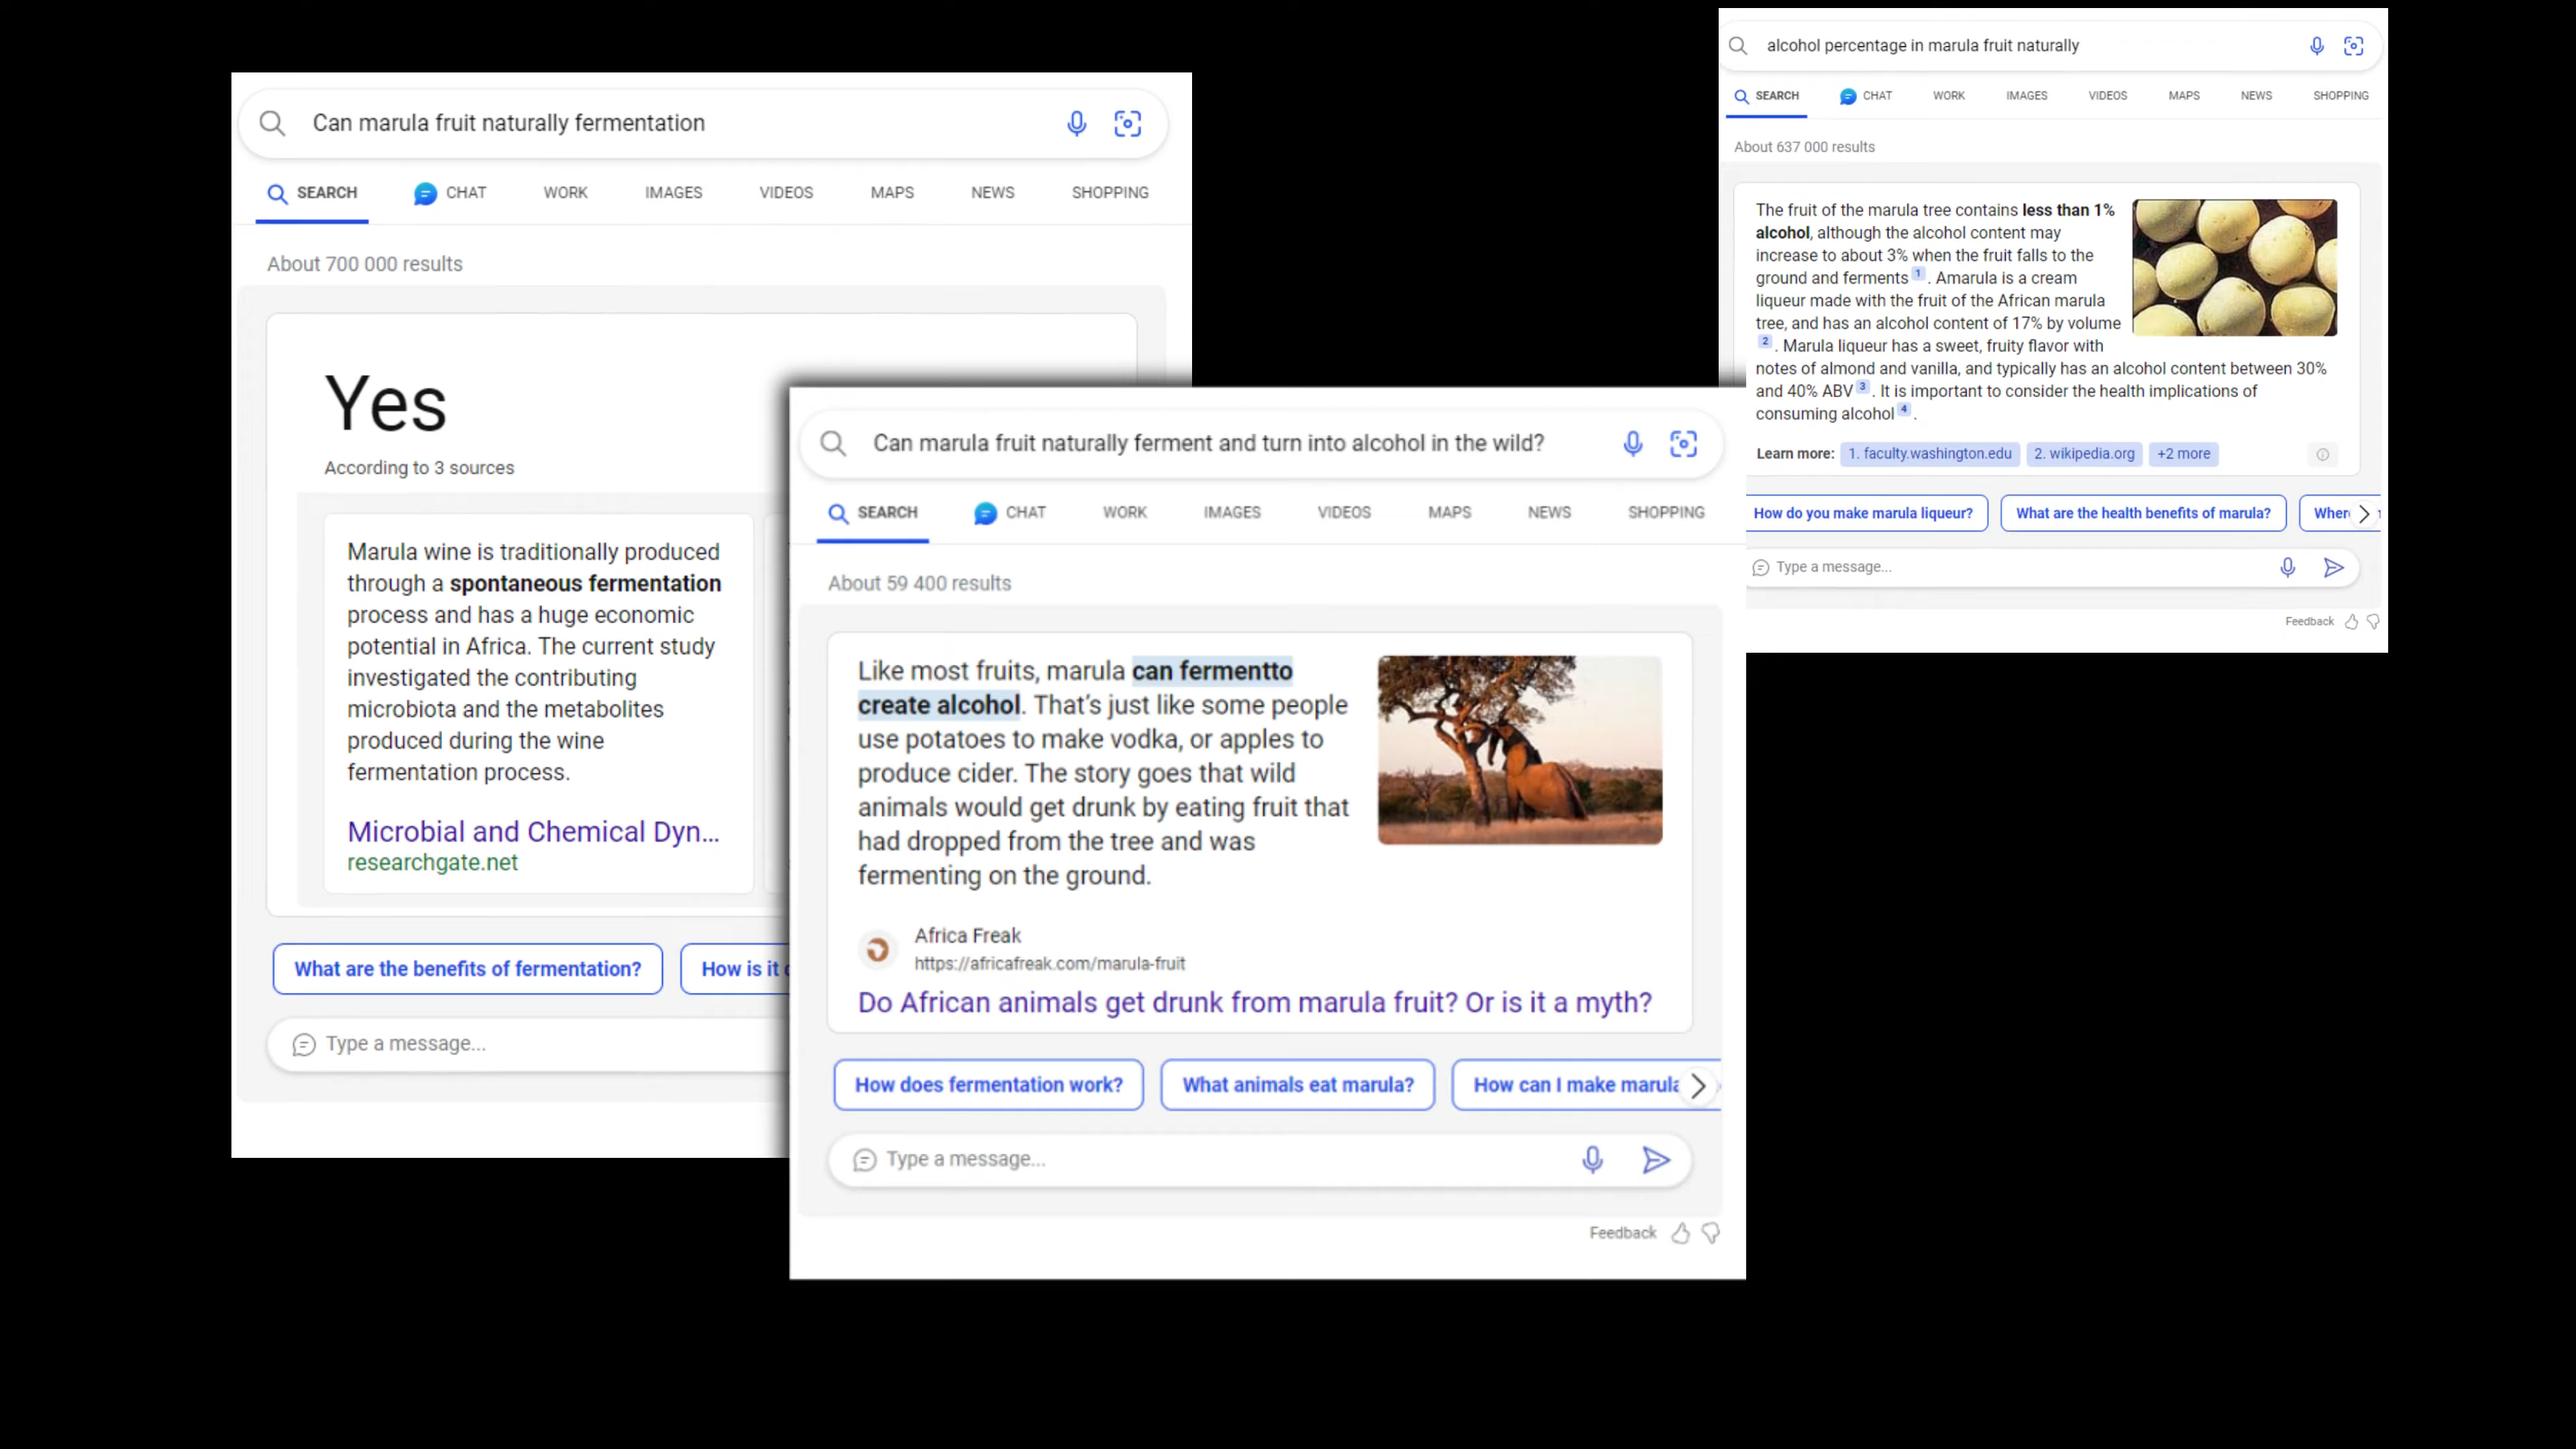 Can marula fruit naturally fermentation
SEARCH CHAT WORK IMAGES VIDEOS MAPS NEWS SHOPPING
About 700 000 results
Yes
According to 3 sources
Marula wine is traditionally produced
through a spontaneous fermentation
process and has a huge economic
potential in Africa. The current study
investigated the contributing
microbiota and the metabolites
produced during the wine
fermentation process.
Microbial and Chemical Dyn...
researchgate.net
What are the benefits of fermentation? How is it
Type a message...
Can marula fruit naturally ferment and turn into alcohol in the wild?
SEARCH CHAT WORK IMAGES VIDEOS MAPS NEWS SHOPPING
About 59 400 results
Like most fruits, marula can fermentto
create alcohol. That's just like some people
use potatoes to make vodka, or apples to
produce cider. The story goes that wild
animals would get drunk by eating fruit that
had dropped from the tree and was
fermenting on the ground.
Africa Freak
https://africafreak.com/marula-fruit
Do African animals get drunk from marula fruit? Or is it a myth?
How does fermentation work? What animals eat marula? How can I make marula
Type a message...
Feedback
alcohol percentage in marula fruit naturally
SEARCH CHAT WORK IMAGES VIDEOS MAPS NEWS SHOPPING
About 637 000 results
The fruit of the marula tree contains less than 1%
alcohol, although the alcohol content may
increase to about 3% when the fruit falls to the
ground and ferments 1 . Amarula is a cream
liqueur made with the fruit of the African marula
tree, and has an alcohol content of 17% by volume
2 . Marula liqueur has a sweet, fruity flavor with
notes of almond and vanilla, and typically has an alcohol content between 30%
and 40% ABV 3 . It is important to consider the health implications of
consuming alcohol 4 .
Learn more: 1. faculty.washington.edu 2. wikipedia.org +2 more
How do you make marula liqueur? What are the health benefits of marula?
Type a message...
Feedback